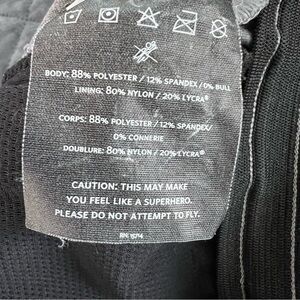 BODY: 88% POLYESTER / 12% SPANDEX / 0% BULL
LINING: 80% NYLON / 20% LYCRA®
CORPS: 88% POLYESTER / 12% SPANDEX/
0% CONNERIE
DOUBLURE: 80% NYLON / 20% LYCRA®
CAUTION: THIS MAY MAKE
YOU FEEL LIKE A SUPERHERO.
PLEASE DO NOT ATTEMPT TO FLY.